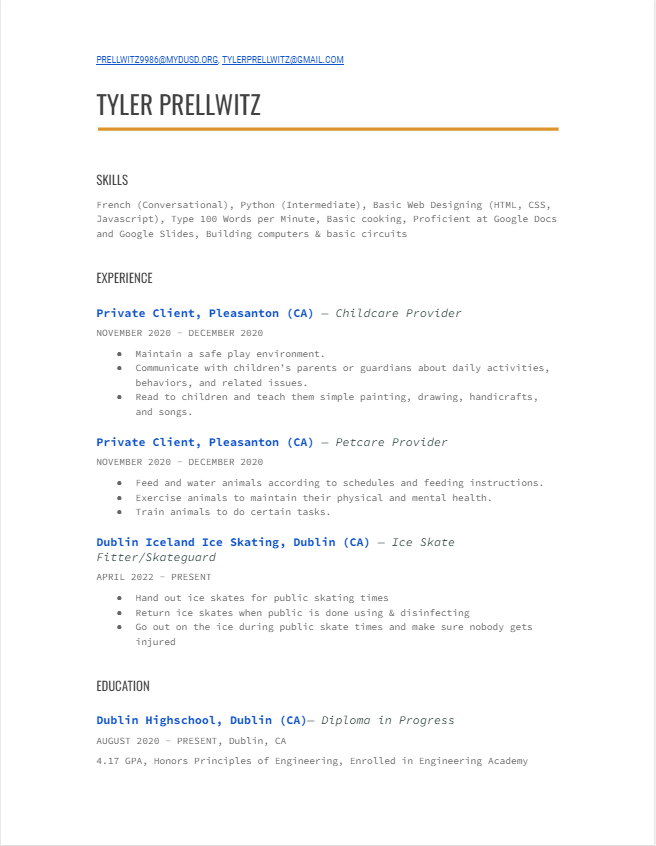 PRELLWITZ9986@MYDUSD.ORG, TYLERPRELLWITZ@GMAIL.COM
TYLER PRELLWITZ
SKILLS
French (Conversational), Python (Intermediate), Basic Web Designing (HTML, CSS,
Javascript), Type 100 Words per Minute, Basic cooking, Proficient at Google Docs
and Google Slides, Building computers & basic circuits
EXPERIENCE
Private Client, Pleasanton (CA) — Childcare Provider
NOVEMBER 2020 – DECEMBER 2020
● Maintain a safe play environment.
● Communicate with children’s parents or guardians about daily activities,
behaviors, and related issues.
● Read to children and teach them simple painting, drawing, handicrafts,
and songs.
Private Client, Pleasanton (CA) — Petcare Provider
NOVEMBER 2020 – DECEMBER 2020
● Feed and water animals according to schedules and feeding instructions.
● Exercise animals to maintain their physical and mental health.
● Train animals to do certain tasks.
Dublin Iceland Ice Skating, Dublin (CA) — Ice Skate
Fitter/Skateguard
APRIL 2022 – PRESENT
● Hand out ice skates for public skating times
● Return ice skates when public is done using & disinfecting
● Go out on the ice during public skate times and make sure nobody gets
injured
EDUCATION
Dublin Highschool, Dublin (CA)— Diploma in Progress
AUGUST 2020 – PRESENT, Dublin, CA
4.17 GPA, Honors Principles of Engineering, Enrolled in Engineering Academy